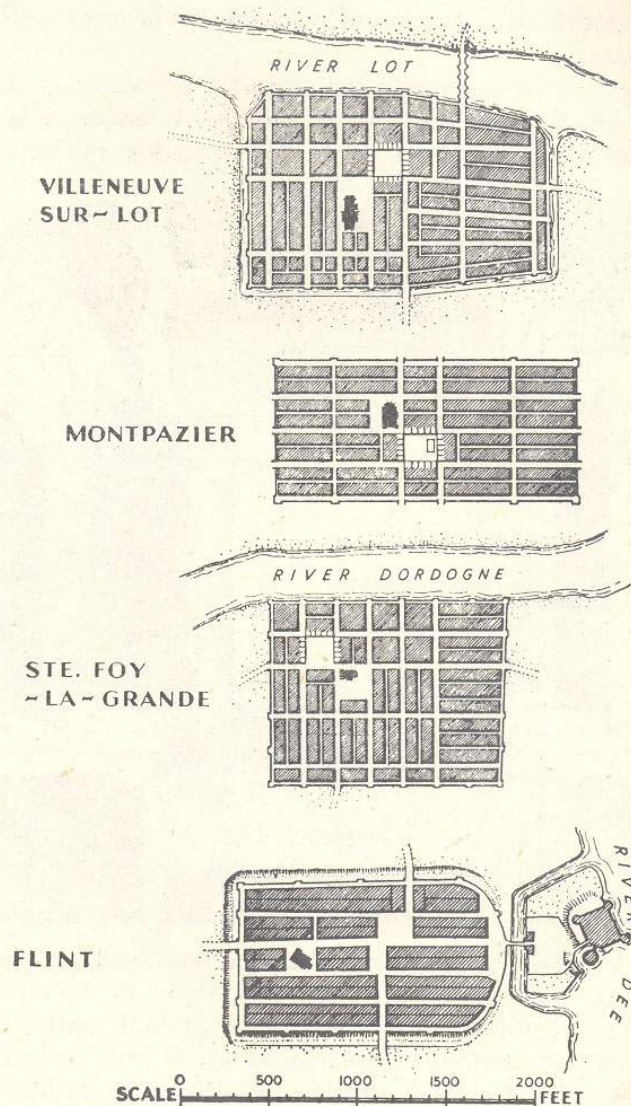 RIVER LOT
VILLENEUVE
SUR~LOT
MONTPAZIER
RIVER DORDOGNE
STE. FOY
~LA~GRANDE
RIVER DEE
FLINT
SCALE 0 500 1000 1500 2000 FEET